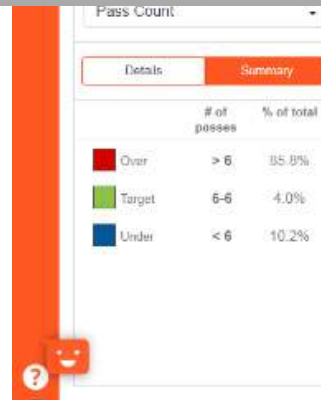 Pass Count
Details Summary
# of passes % of total
Over > 6 85.8%
Target 6-6 4.0%
Under < 6 10.2%
?